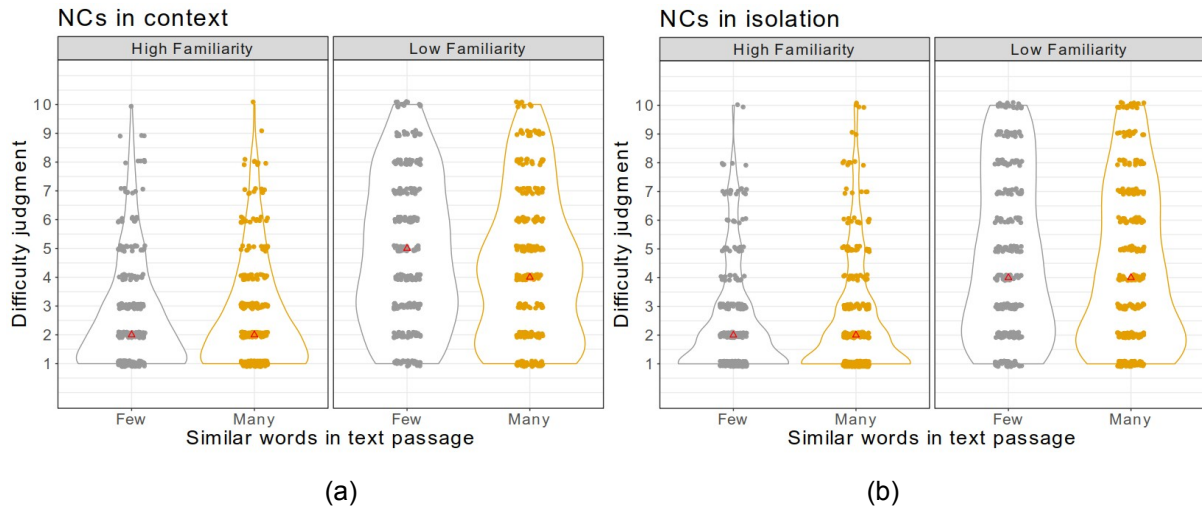 NCs in context
High Familiarity Low Familiarity
Difficulty judgment
10
9
8
7
6
5
4
3
2
1
Few Many Few Many
Similar words in text passage
(a)
NCs in isolation
High Familiarity Low Familiarity
Difficulty judgment
10
9
8
7
6
5
4
3
2
1
Few Many Few Many
Similar words in text passage
(b)